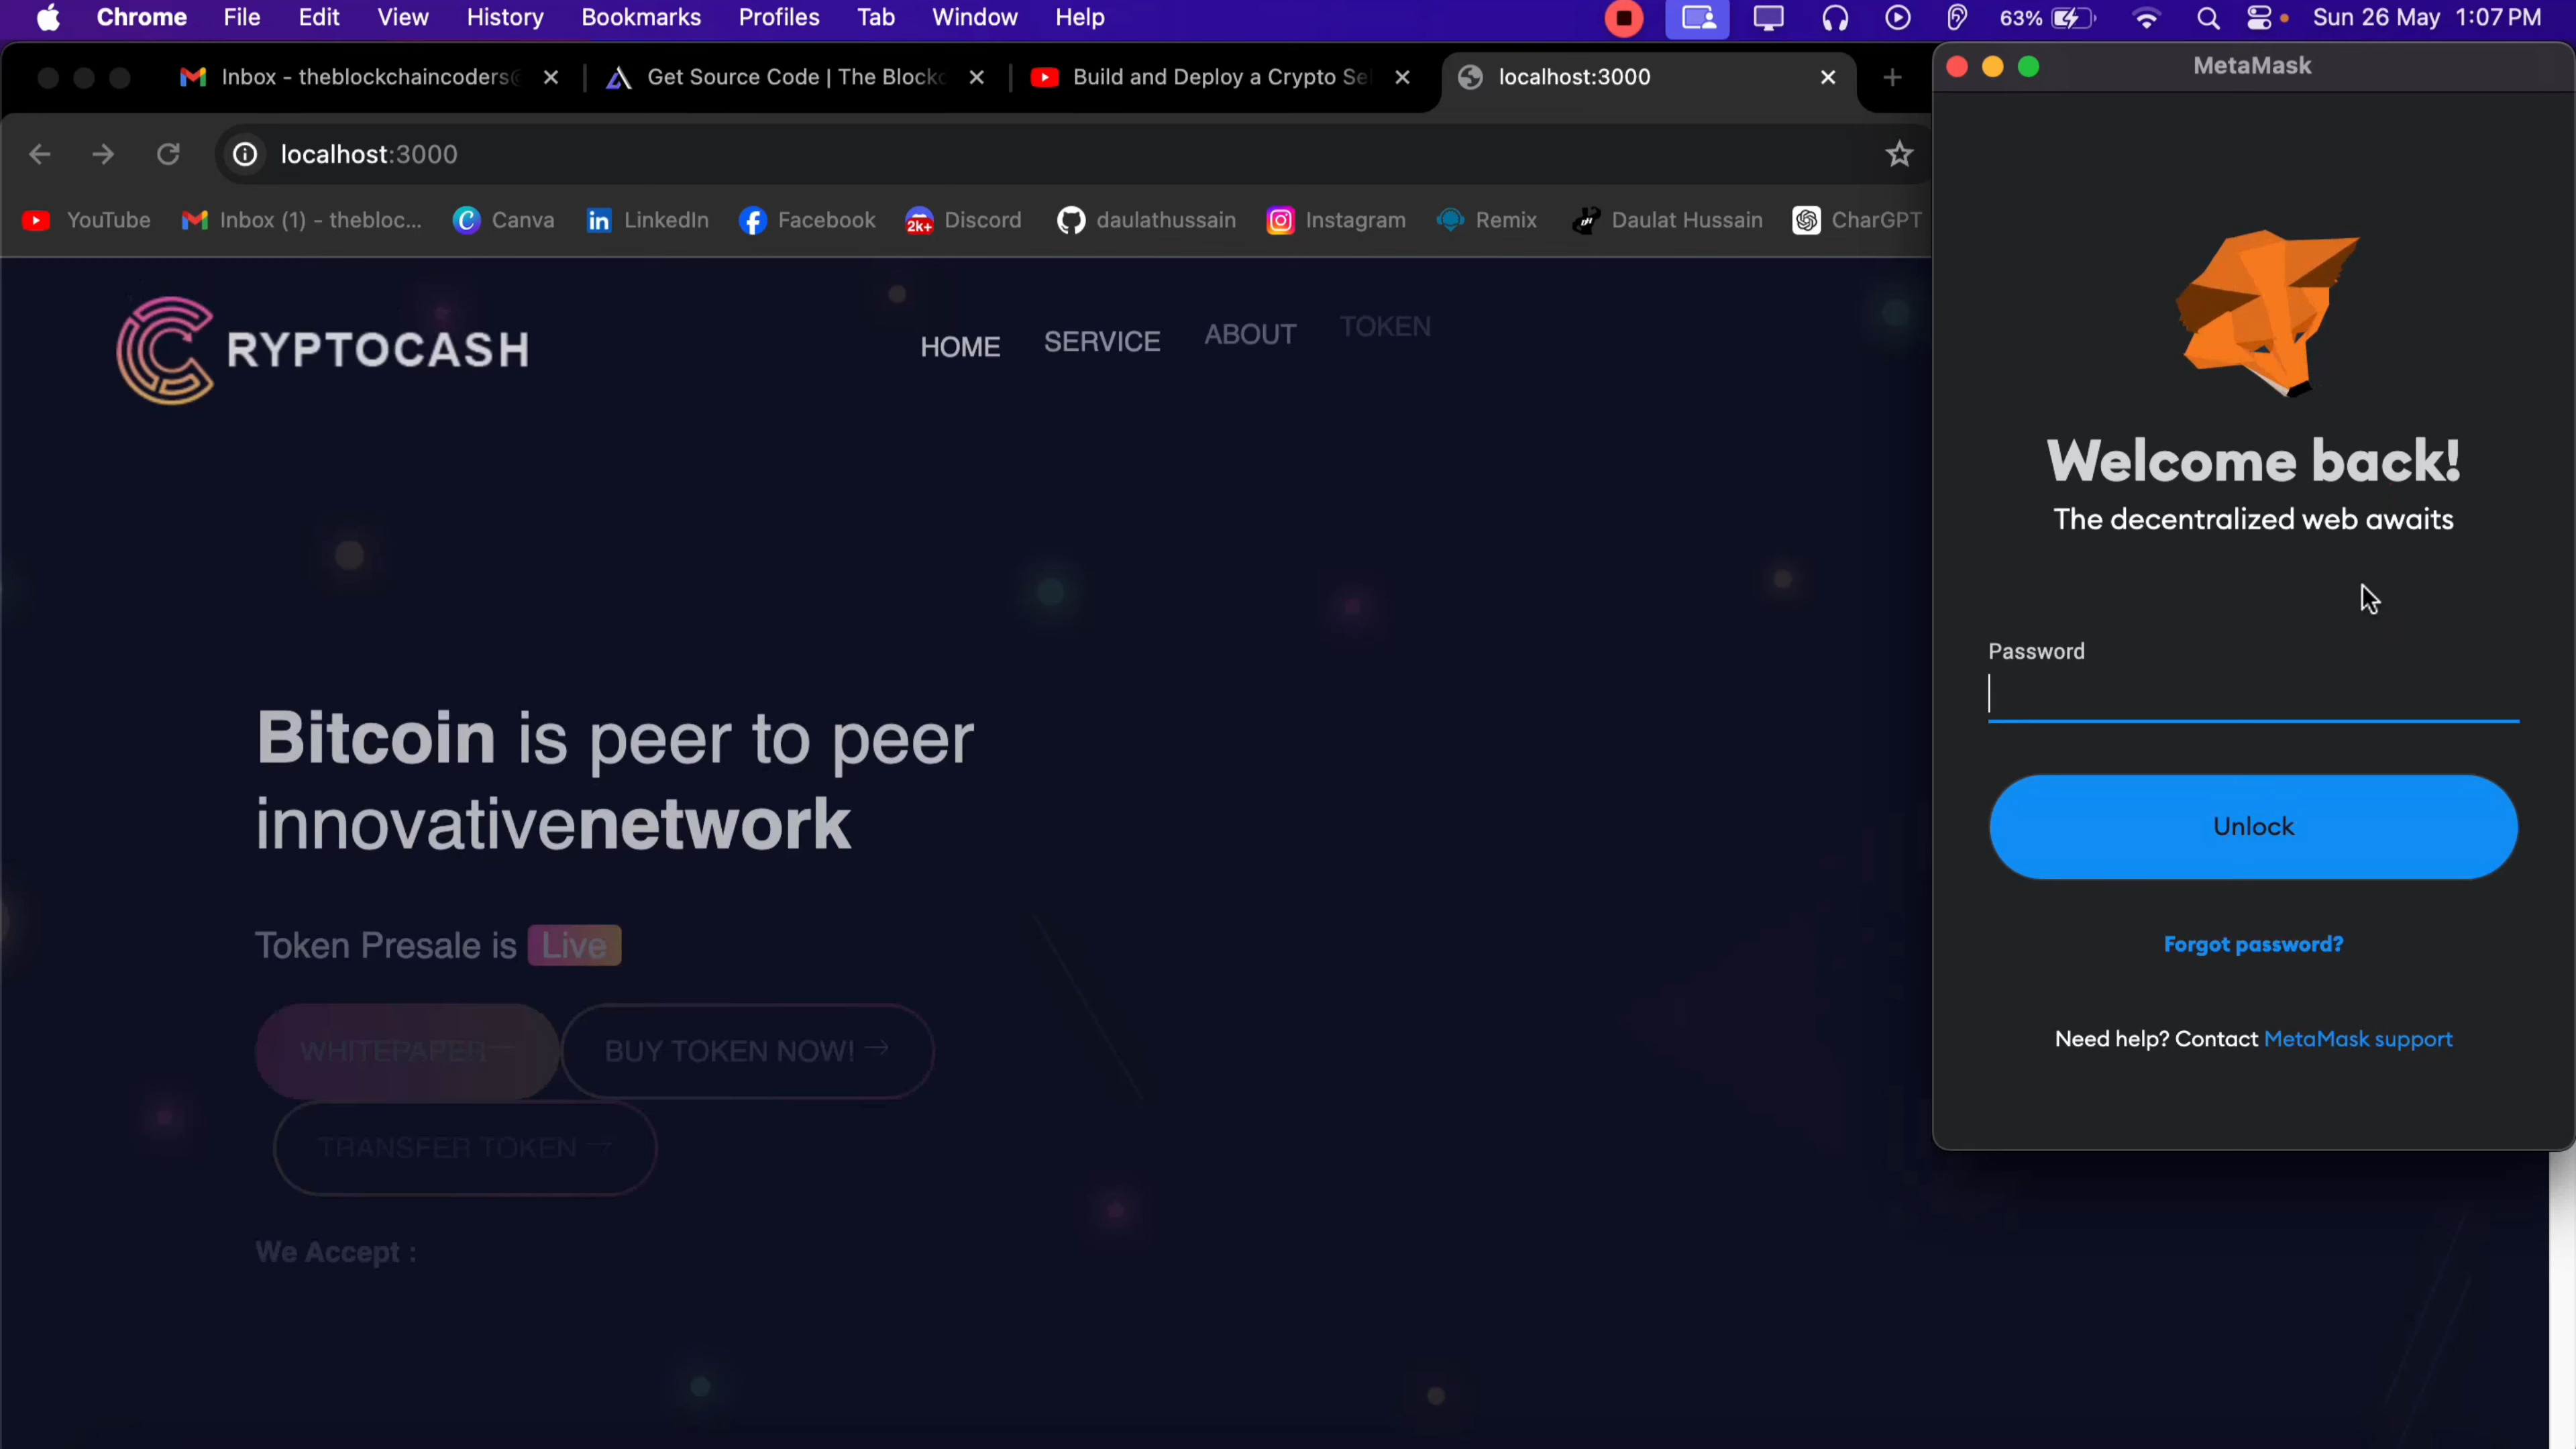 Chrome File Edit View History Bookmarks Profiles Tab Window Help 63% Sun 26 May 1:07 PM
Inbox - theblockchaincoders@ Get Source Code | The Blockc Build and Deploy a Crypto Sel localhost:3000
localhost:3000
YouTube Inbox (1) - thebloc... Canva LinkedIn Facebook 2k+ Discord daulathussain Instagram Remix Daulat Hussain CharGPT
RYPTOCASH
HOME SERVICE ABOUT TOKEN
Bitcoin is peer to peer
innovativenetwork
Token Presale is Live
WHITEPAPER
BUY TOKEN NOW! →
TRANSFER TOKEN →
We Accept :
MetaMask
Welcome back!
The decentralized web awaits
Password
Unlock
Forgot password?
Need help? Contact MetaMask support